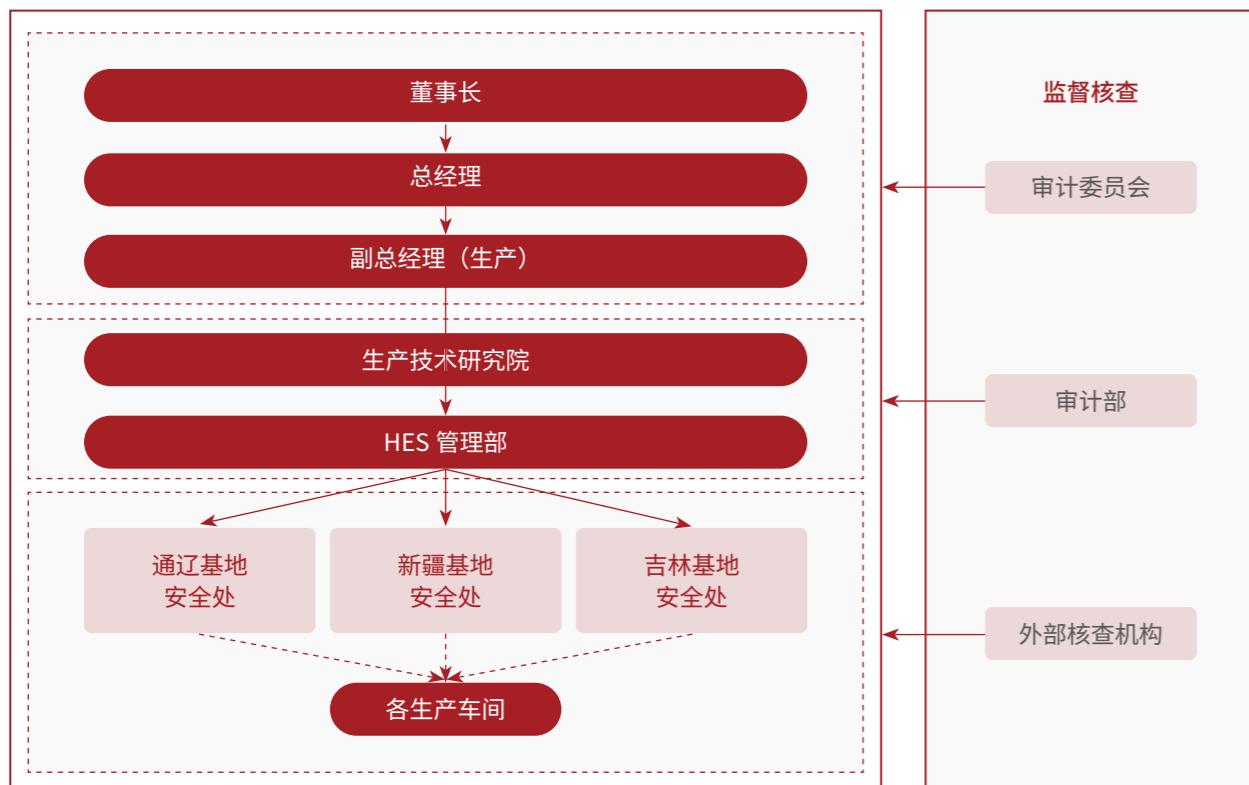 董事长
总经理
副总经理（生产）
生产技术研究院
HES 管理部
通辽基地
安全处
新疆基地
安全处
吉林基地
安全处
各生产车间
监督核查
审计委员会
审计部
外部核查机构